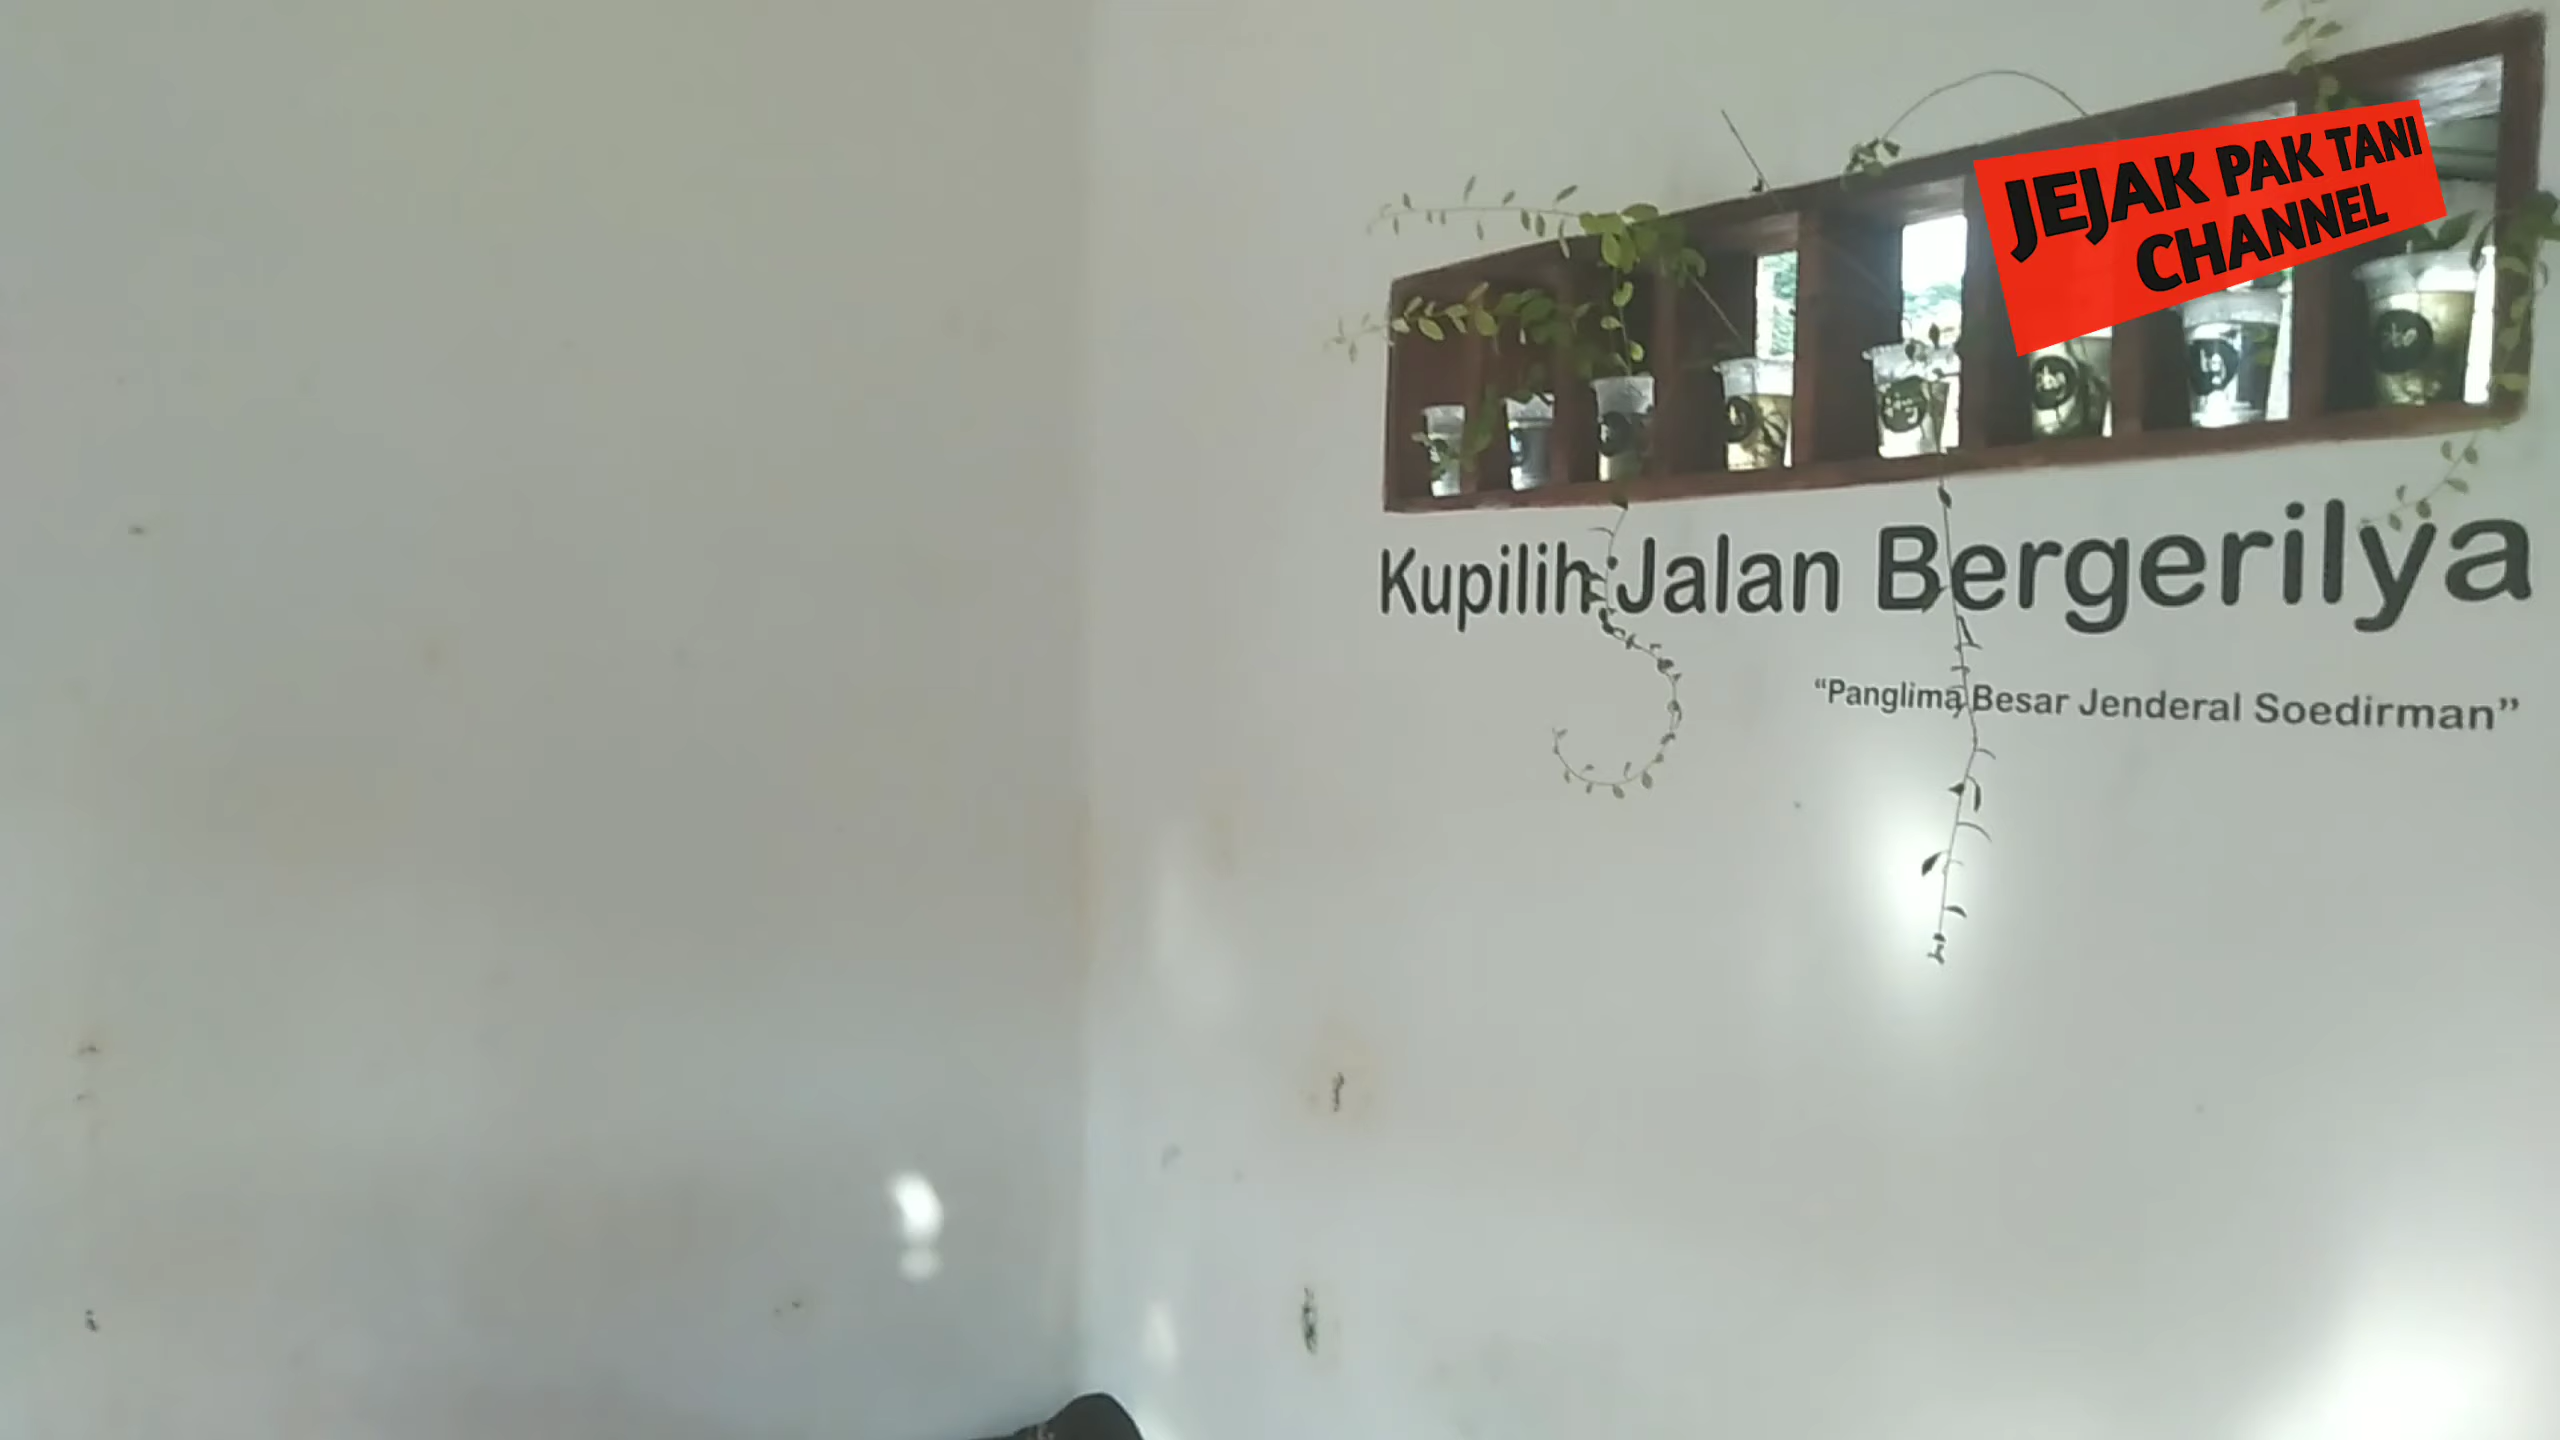 JEJAK PAK TANI
CHANNEL
Kupilih Jalan Bergerilya
“Panglima Besar Jenderal Soedirman”